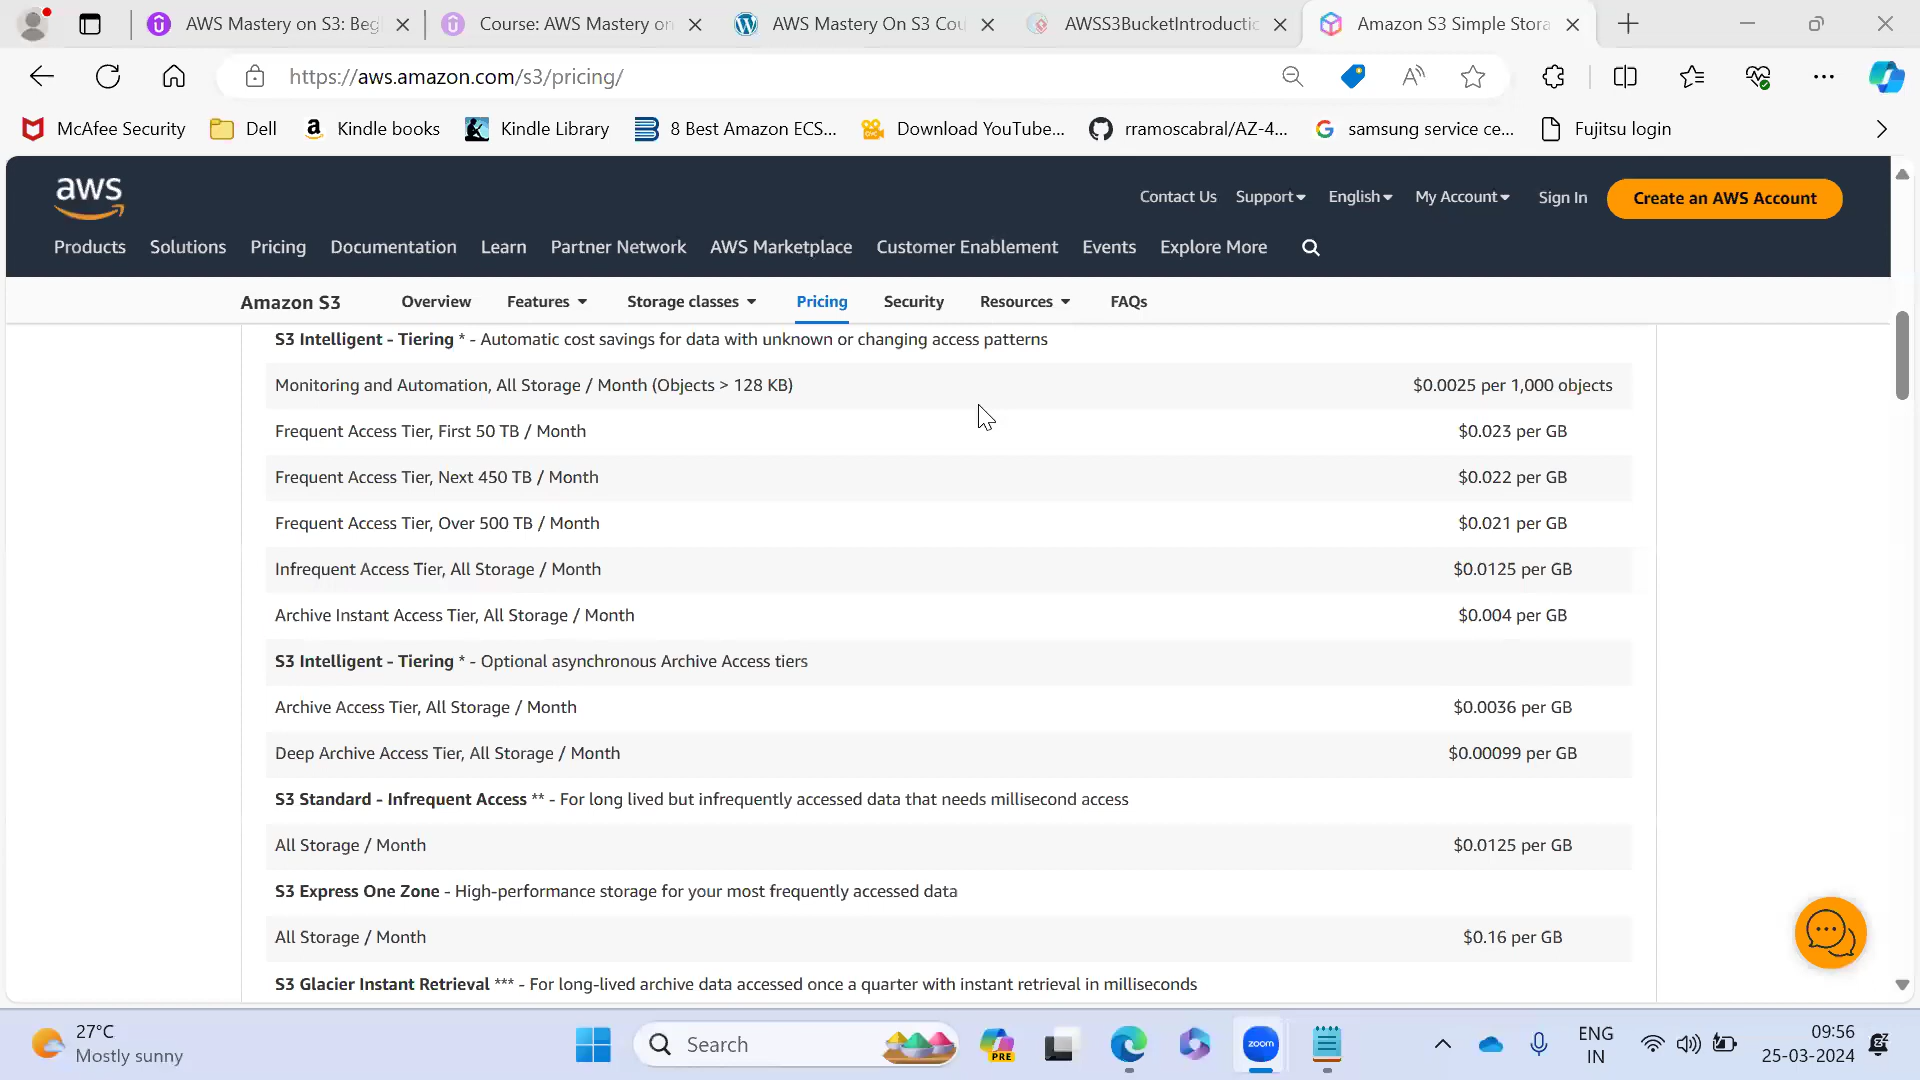 AWS Mastery on S3: Beg
Course: AWS Mastery on
AWS Mastery On S3 Cou
AWSS3BucketIntroductic
Amazon S3 Simple Stora
https://aws.amazon.com/s3/pricing/
McAfee Security
Dell
Kindle books
Kindle Library
8 Best Amazon ECS...
Download YouTube...
rramoscabral/AZ-4...
samsung service ce...
Fujitsu login
aws
Contact Us
Support
English
My Account
Sign In
Create an AWS Account
Products
Solutions
Pricing
Documentation
Learn
Partner Network
AWS Marketplace
Customer Enablement
Events
Explore More
Amazon S3
Overview
Features
Storage classes
Pricing
Security
Resources
FAQs
S3 Intelligent - Tiering * - Automatic cost savings for data with unknown or changing access patterns
Monitoring and Automation, All Storage / Month (Objects > 128 KB) $0.0025 per 1,000 objects
Frequent Access Tier, First 50 TB / Month $0.023 per GB
Frequent Access Tier, Next 450 TB / Month $0.022 per GB
Frequent Access Tier, Over 500 TB / Month $0.021 per GB
Infrequent Access Tier, All Storage / Month $0.0125 per GB
Archive Instant Access Tier, All Storage / Month $0.004 per GB
S3 Intelligent - Tiering * - Optional asynchronous Archive Access tiers
Archive Access Tier, All Storage / Month $0.0036 per GB
Deep Archive Access Tier, All Storage / Month $0.00099 per GB
S3 Standard - Infrequent Access ** - For long lived but infrequently accessed data that needs millisecond access
All Storage / Month $0.0125 per GB
S3 Express One Zone - High-performance storage for your most frequently accessed data
All Storage / Month $0.16 per GB
S3 Glacier Instant Retrieval *** - For long-lived archive data accessed once a quarter with instant retrieval in milliseconds
27°C
Mostly sunny
Search
PRE
zoom
ENG
IN
09:56
25-03-2024